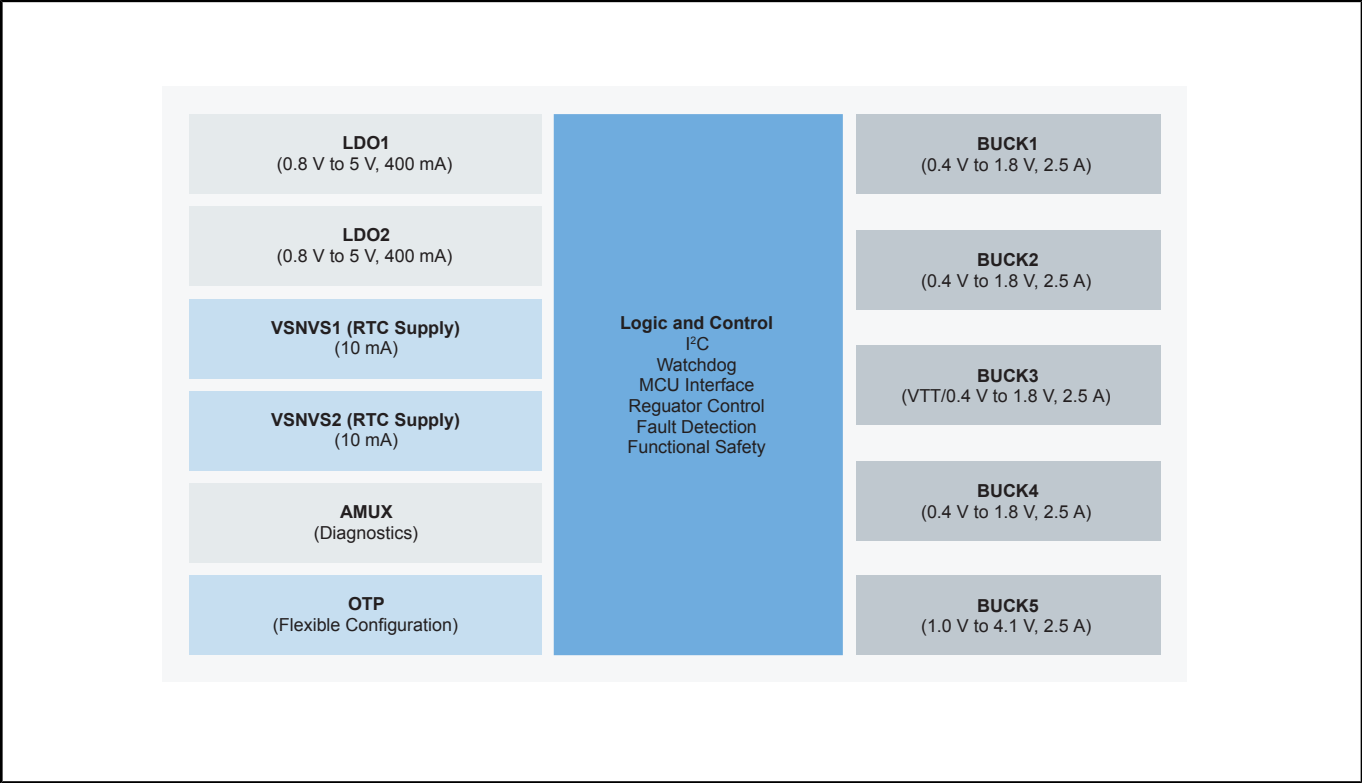 LDO1
(0.8 V to 5 V, 400 mA)
LDO2
(0.8 V to 5 V, 400 mA)
VSNVS1 (RTC Supply)
(10 mA)
VSNVS2 (RTC Supply)
(10 mA)
AMUX
(Diagnostics)
OTP
(Flexible Configuration)
Logic and Control
I²C
Watchdog
MCU Interface
Reguator Control
Fault Detection
Functional Safety
BUCK1
(0.4 V to 1.8 V, 2.5 A)
BUCK2
(0.4 V to 1.8 V, 2.5 A)
BUCK3
(VTT/0.4 V to 1.8 V, 2.5 A)
BUCK4
(0.4 V to 1.8 V, 2.5 A)
BUCK5
(1.0 V to 4.1 V, 2.5 A)